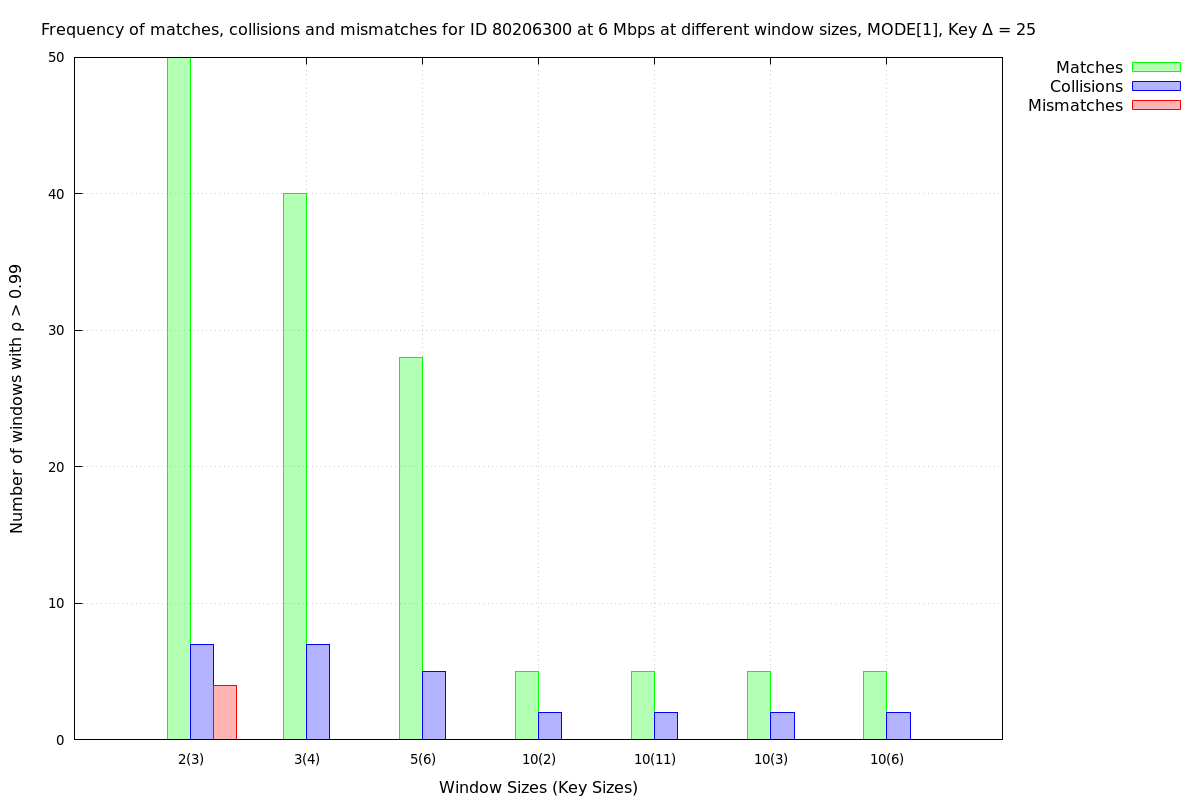 Frequency of matches, collisions and mismatches for ID 80206300 at 6 Mbps at different window sizes, MODE[1], Key Δ = 25
Matches
Collisions
Mismatches
Number of windows with ρ > 0.99
50
40
30
20
10
0
2(3) 3(4) 5(6) 10(2) 10(11) 10(3) 10(6)
Window Sizes (Key Sizes)